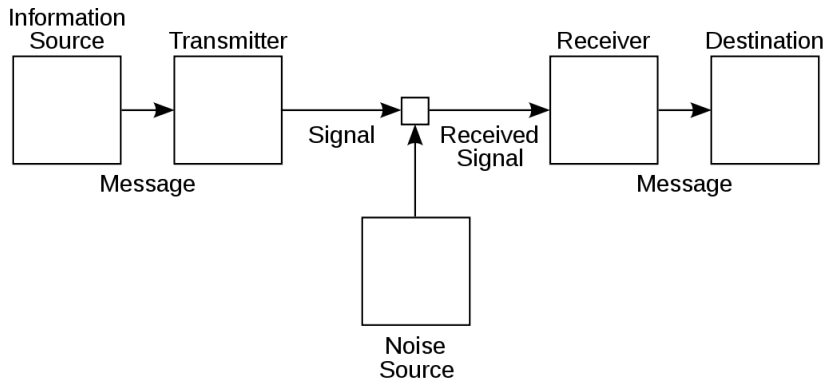 Information
Source
Transmitter
Receiver
Destination
Signal
Received
Signal
Message
Message
Noise
Source